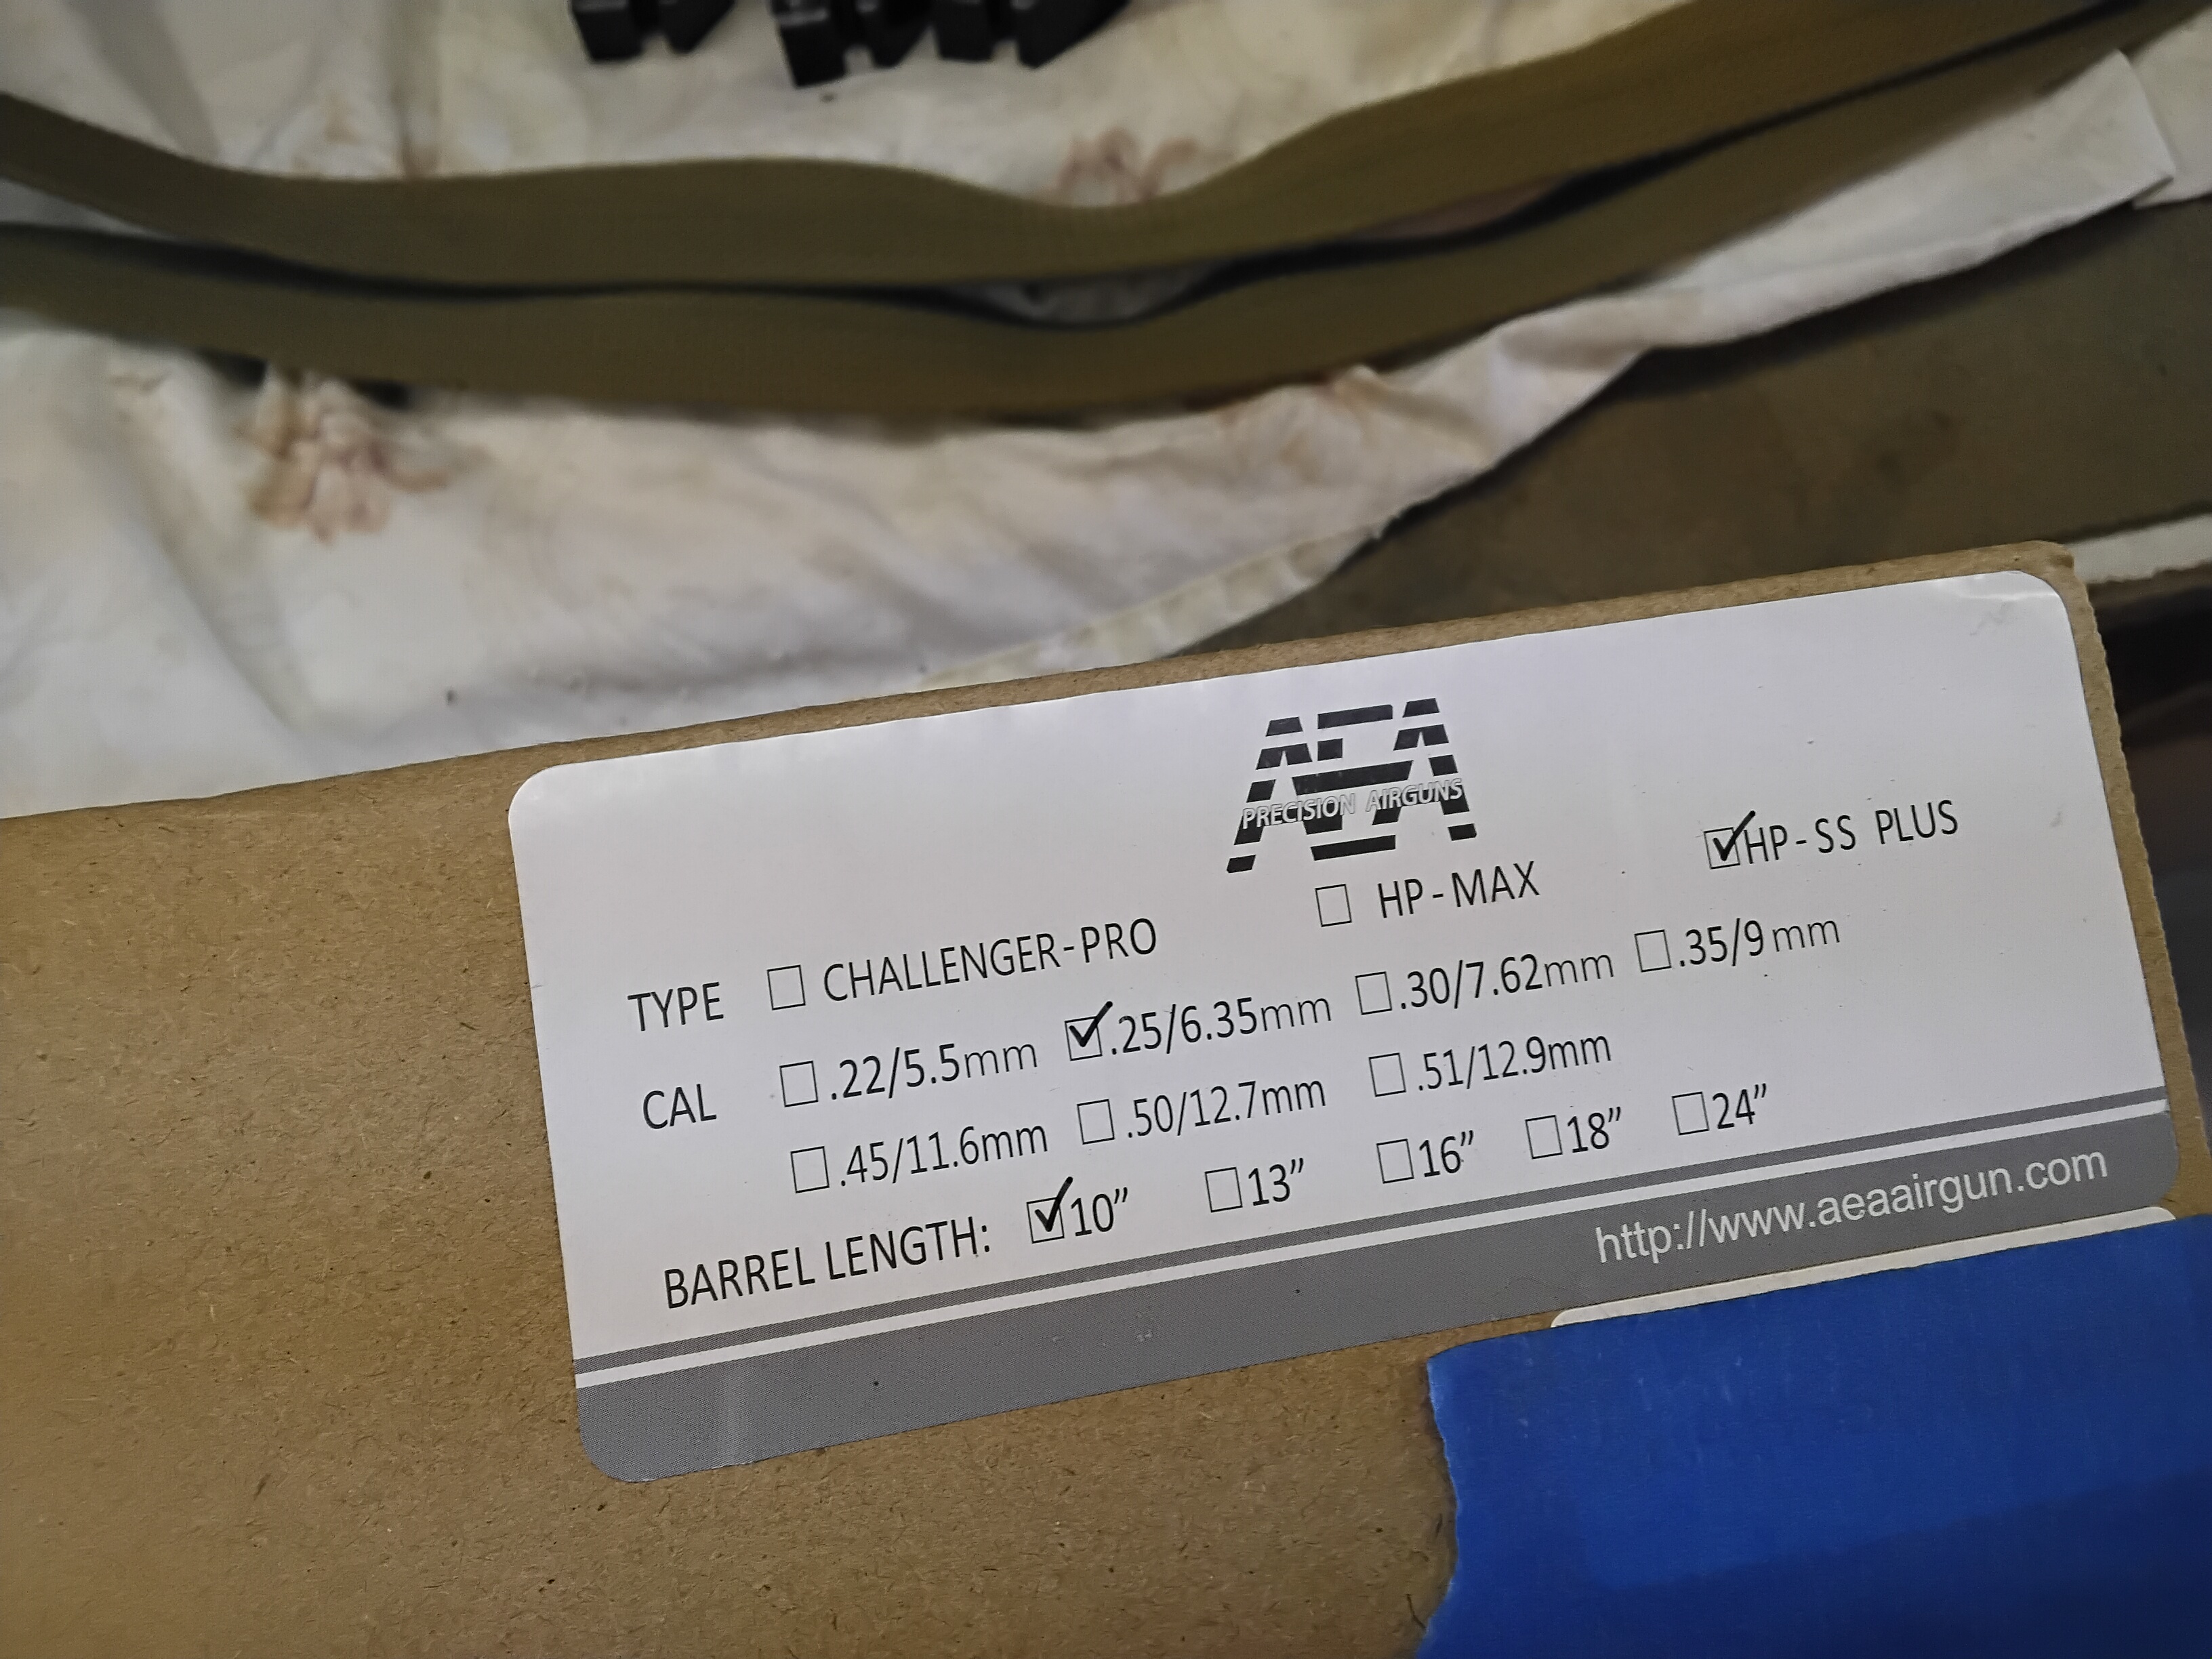 AEA
PRECISION AIRGUNS
TYPE ☐ CHALLENGER-PRO ☐ HP-MAX ☑HP-SS PLUS
CAL ☐.22/5.5mm ☑.25/6.35mm ☐.30/7.62mm ☐.35/9mm
☐.45/11.6mm ☐.50/12.7mm ☐.51/12.9mm
BARREL LENGTH: ☑10” ☐13” ☐16” ☐18” ☐24”
http://www.aeaairgun.com